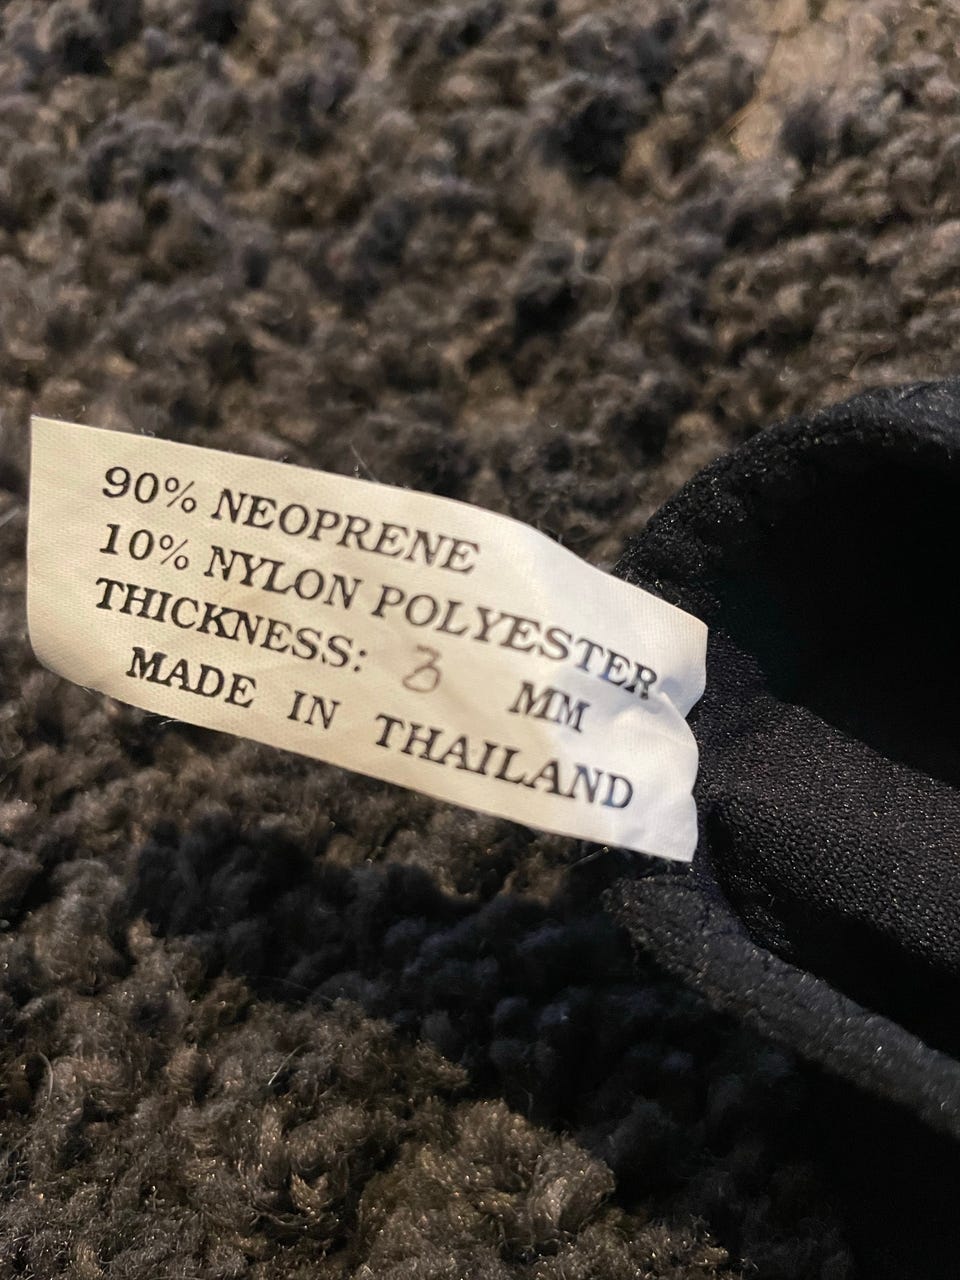 90% NEOPRENE
10% NYLON POLYESTER
THICKNESS: 3 MM
MADE IN THAILAND